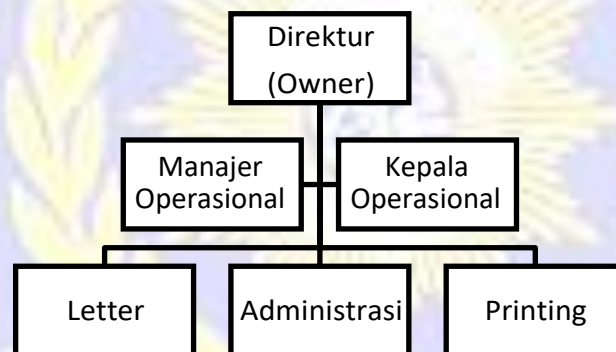 Direktur
(Owner)
Manajer
Operasional
Kepala
Operasional
Letter
Administrasi
Printing